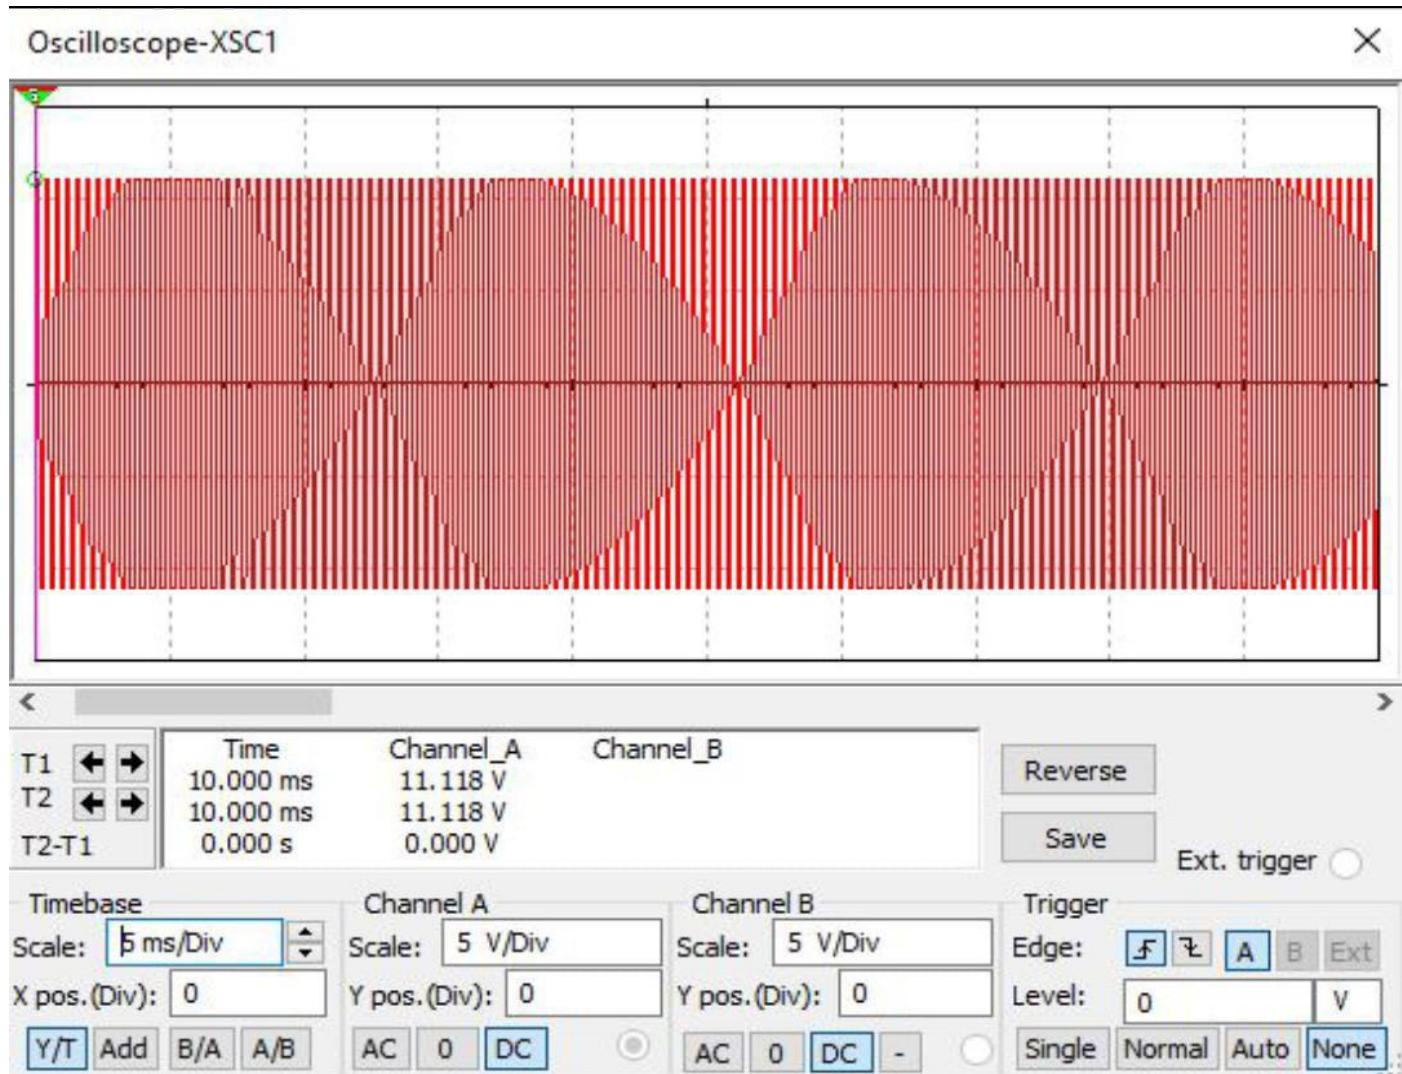 Oscilloscope-XSC1
Time Channel_A Channel_B
T1 10.000 ms 11.118 V
T2 10.000 ms 11.118 V
T2-T1 0.000 s 0.000 V
Reverse
Save
Ext. trigger
Timebase
Scale: 5 ms/Div
X pos.(Div): 0
Y/T Add B/A A/B
Channel A
Scale: 5 V/Div
Y pos.(Div): 0
AC 0 DC
Channel B
Scale: 5 V/Div
Y pos.(Div): 0
AC 0 DC -
Trigger
Edge: A B Ext
Level: 0 V
Single Normal Auto None